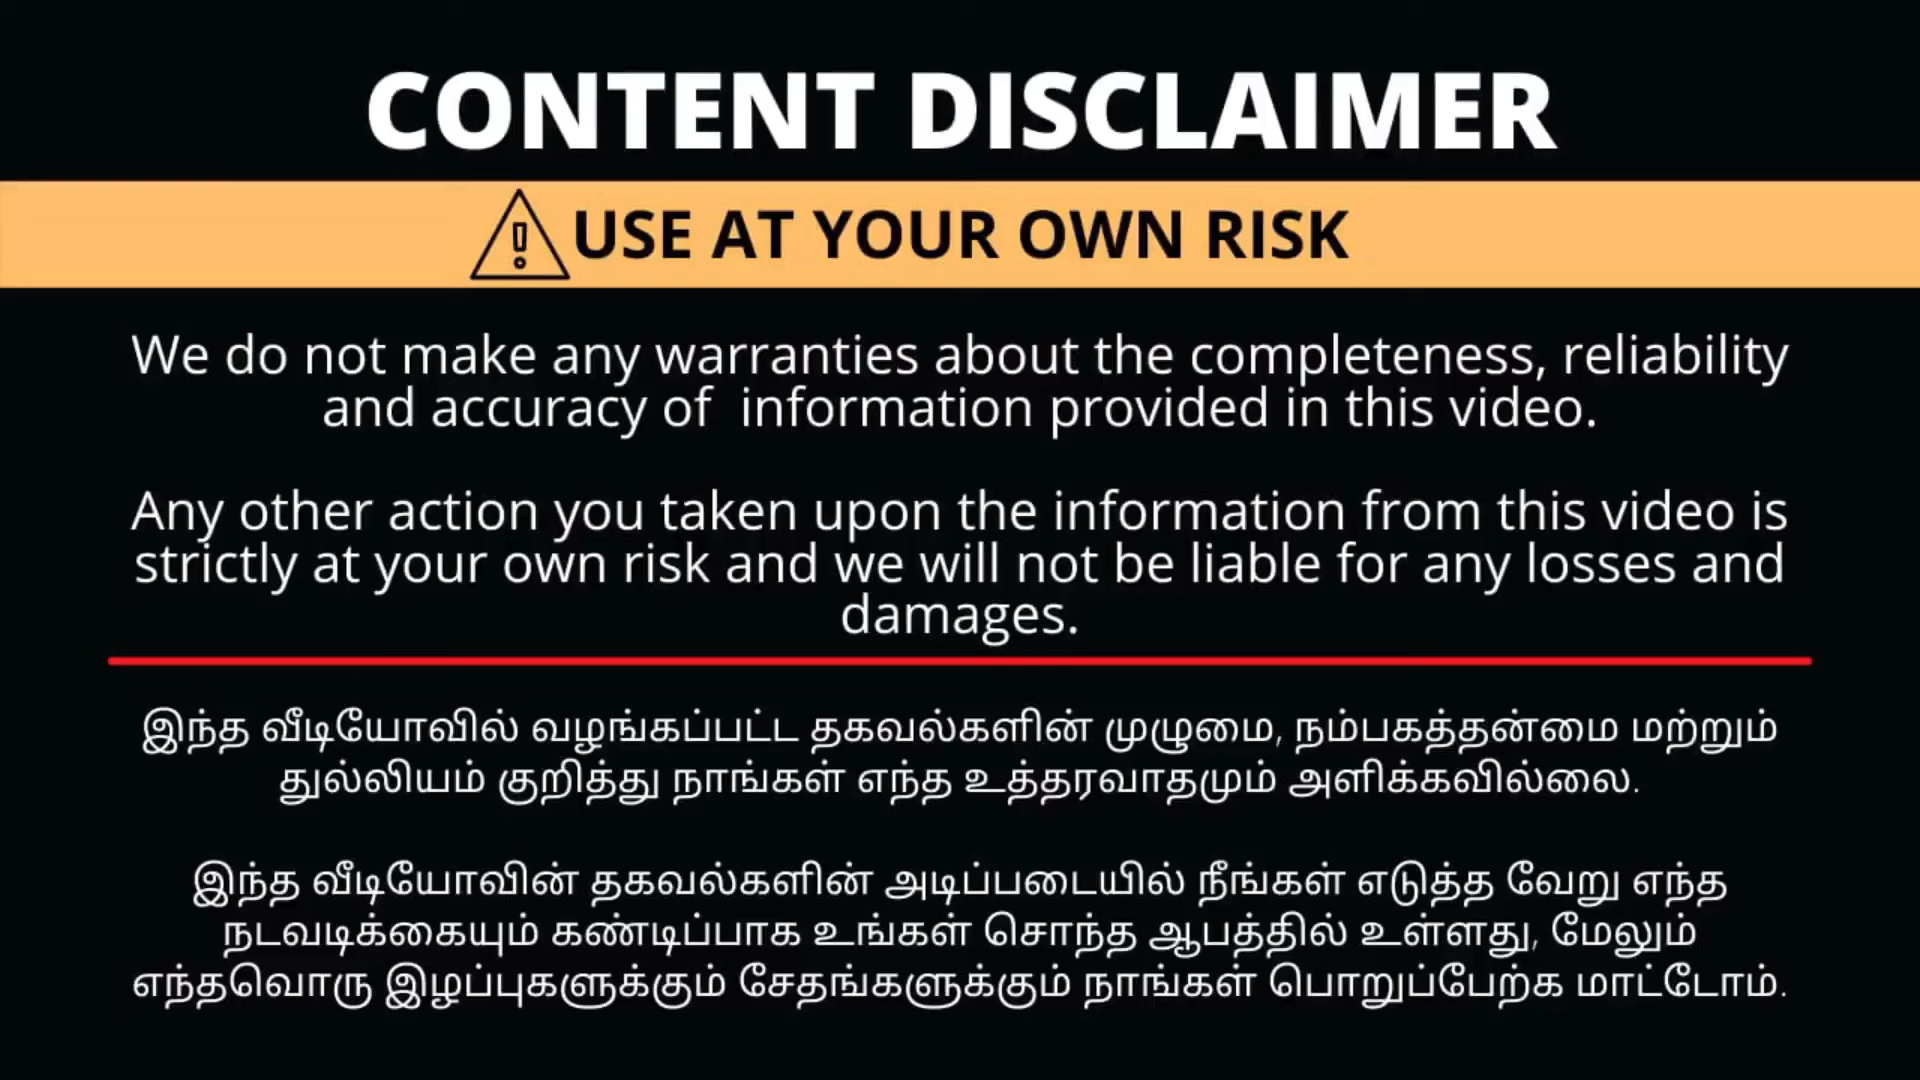 CONTENT DISCLAIMER
USE AT YOUR OWN RISK
We do not make any warranties about the completeness, reliability
and accuracy of information provided in this video.
Any other action you taken upon the information from this video is
strictly at your own risk and we will not be liable for any losses and
damages.
இந்த வீடியோவில் வழங்கப்பட்ட தகவல்களின் முழுமை, நம்பகத்தன்மை மற்றும்
துல்லியம் குறித்து நாங்கள் எந்த உத்தரவாதமும் அளிக்கவில்லை.
இந்த வீடியோவின் தகவல்களின் அடிப்படையில் நீங்கள் எடுத்த வேறு எந்த
நடவடிக்கையும் கண்டிப்பாக உங்கள் சொந்த ஆபத்தில் உள்ளது, மேலும்
எந்தவொரு இழப்புகளுக்கும் சேதங்களுக்கும் நாங்கள் பொறுப்பேற்க மாட்டோம்.